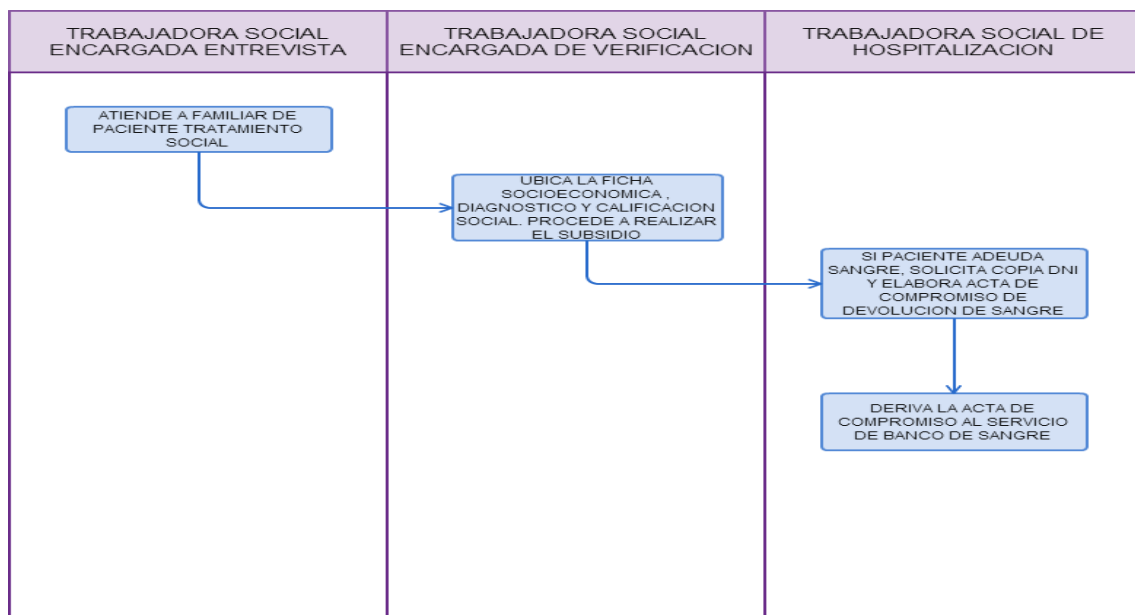 TRABAJADORA SOCIAL
ENCARGADA ENTREVISTA
TRABAJADORA SOCIAL
ENCARGADA DE VERIFICACION
TRABAJADORA SOCIAL DE
HOSPITALIZACION
ATIENDE A FAMILIAR DE
PACIENTE TRATAMIENTO
SOCIAL
UBICA LA FICHA
SOCIOECONOMICA ,
DIAGNOSTICO Y CALIFICACION
SOCIAL. PROCEDE A REALIZAR
EL SUBSIDIO
SI PACIENTE ADEUDA
SANGRE, SOLICITA COPIA DNI
Y ELABORA ACTA DE
COMPROMISO DE
DEVOLUCION DE SANGRE
DERIVA LA ACTA DE
COMPROMISO AL SERVICIO
DE BANCO DE SANGRE